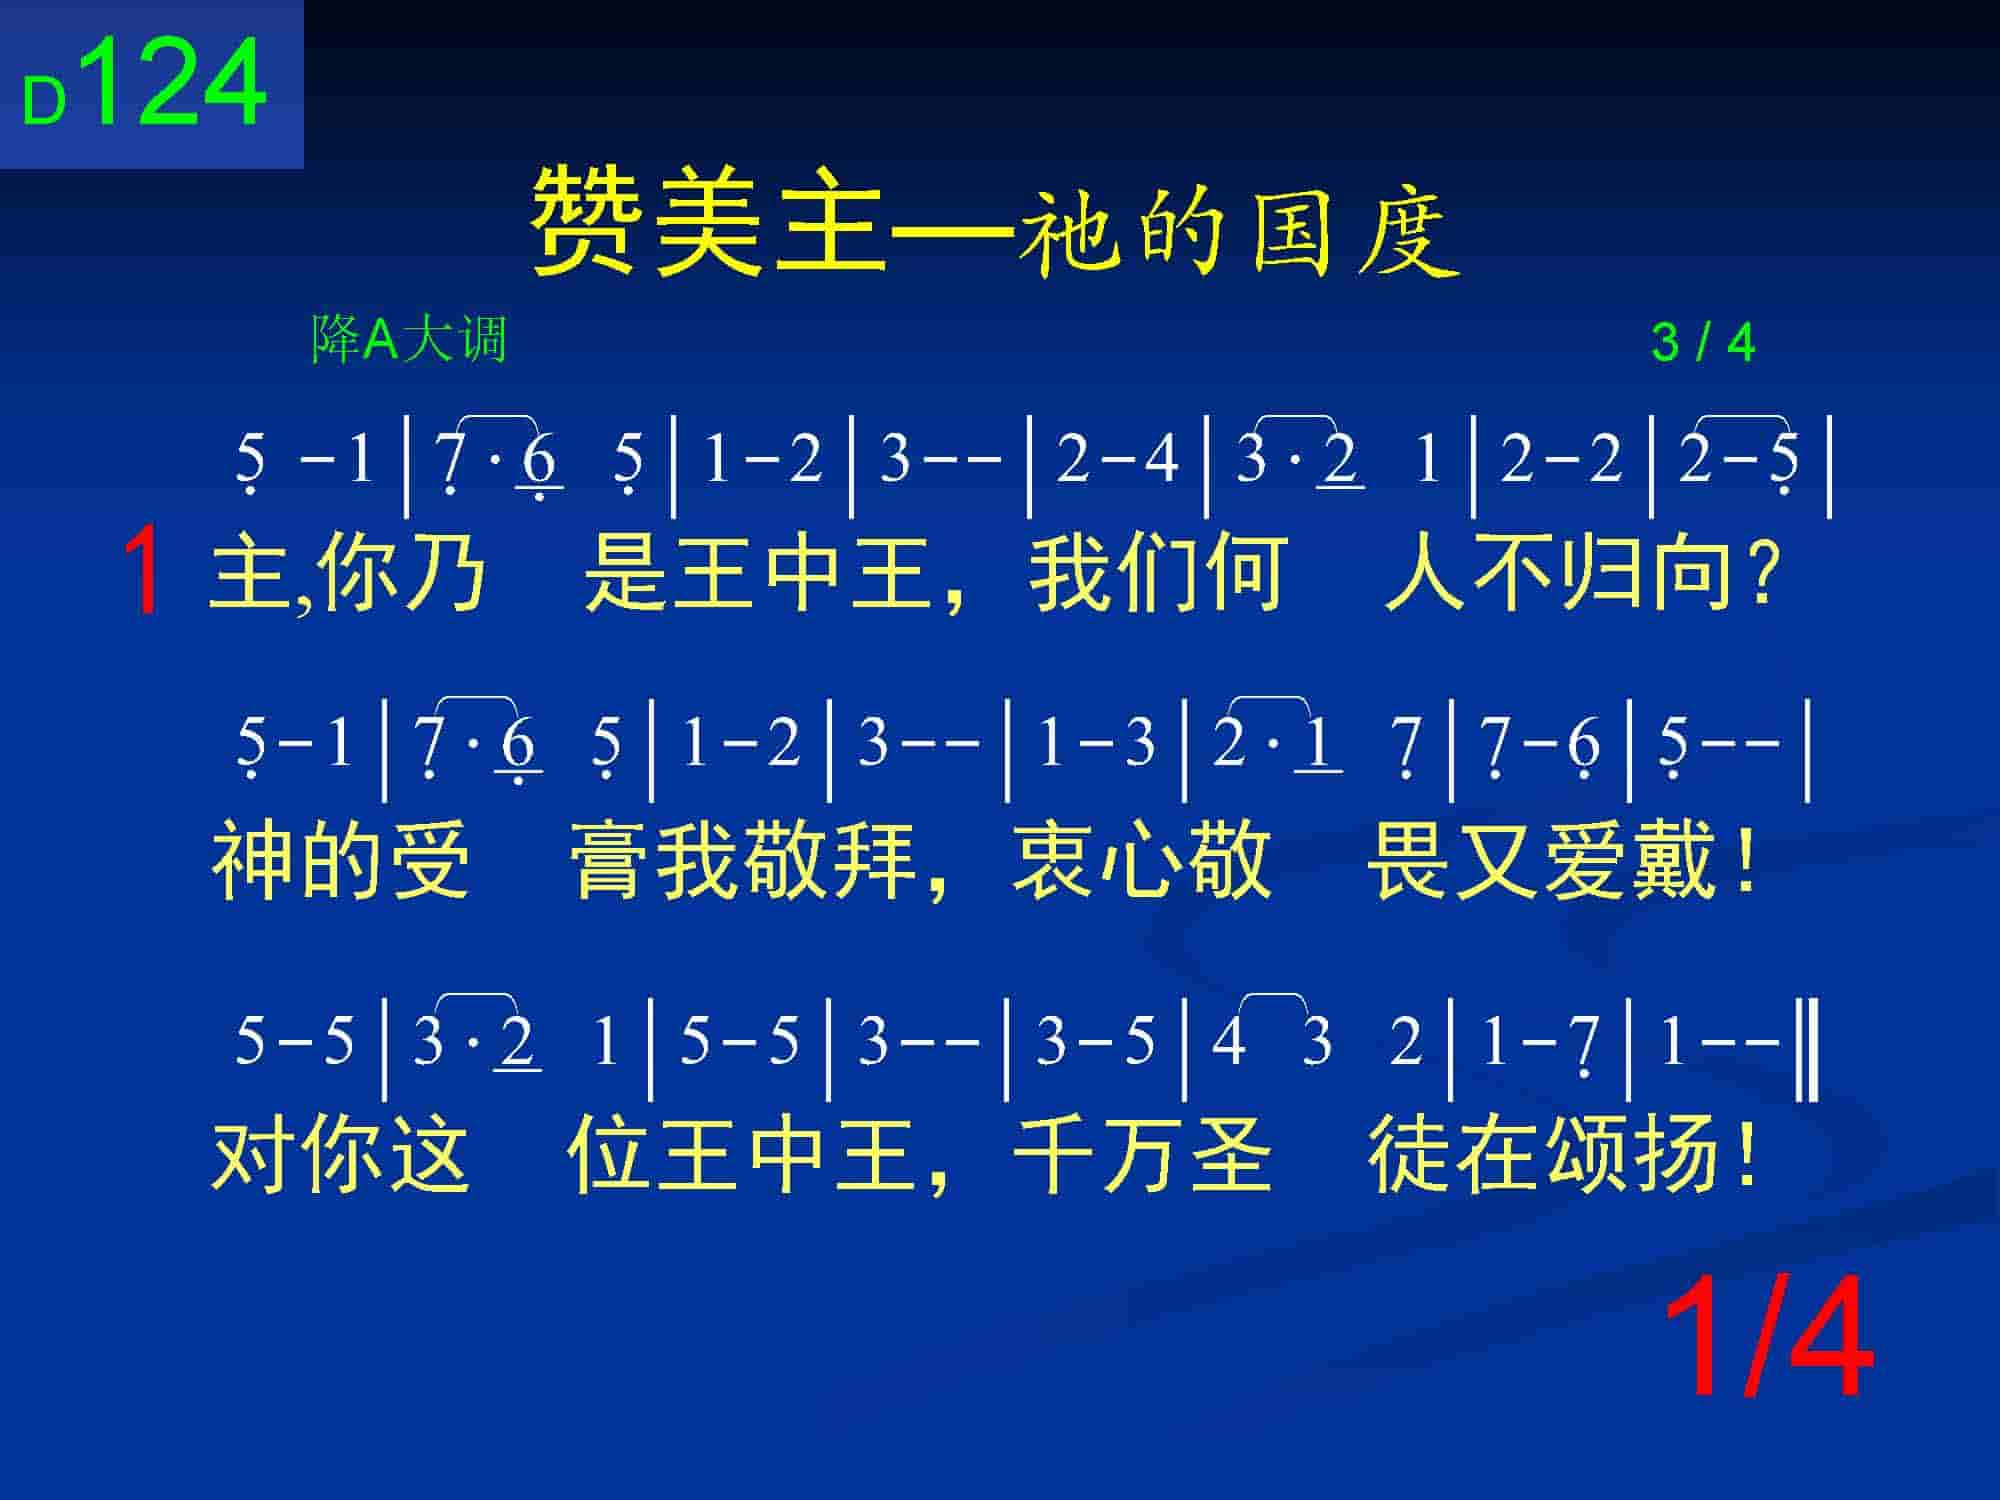 D124
赞美主—祂的国度
降A大调 3 / 4
5̣ - 1 | 7̣ · 6̣ 5̣ | 1 - 2 | 3 - - | 2 - 4 | 3 · 2 1 | 2 - 2 | 2 - 5̣ |
1 主,你乃 是王中王，我们何 人不归向？
5̣ - 1 | 7̣ · 6̣ 5̣ | 1 - 2 | 3 - - | 1 - 3 | 2 · 1 7̣ | 7̣ - 6̣ | 5̣ - - |
神的受 膏我敬拜，衷心敬 畏又爱戴！
5 - 5 | 3 · 2 1 | 5 - 5 | 3 - - | 3 - 5 | 4 3 2 | 1 - 7̣ | 1 - - ‖
对你这 位王中王，千万圣 徒在颂扬！
1/4